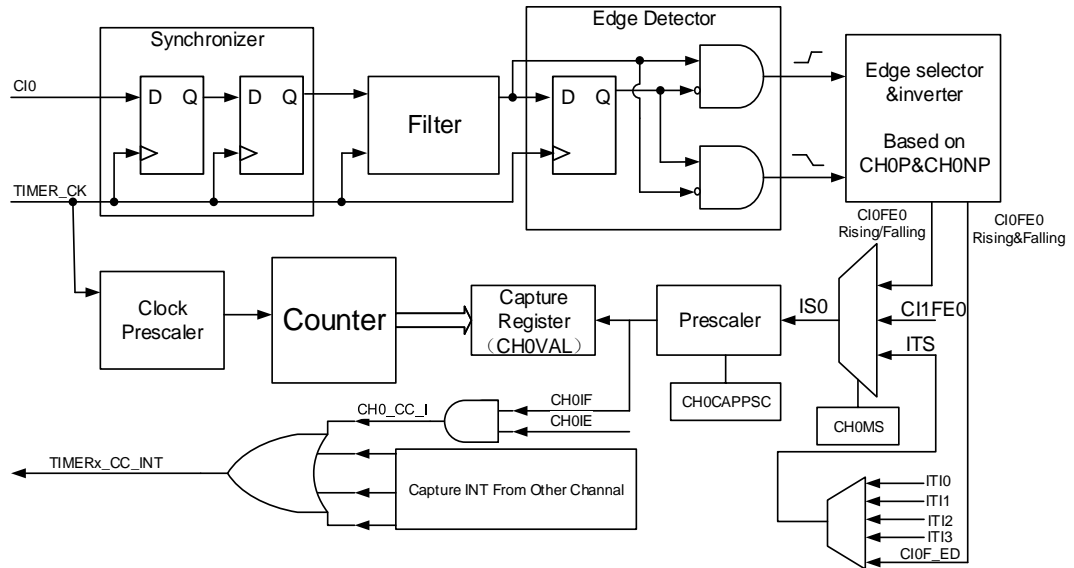 Edge Detector
Synchronizer
CI0
D Q
D Q
Filter
D Q
Edge selector
&inverter
Based on
CH0P&CH0NP
TIMER_CK
CI0FE0
Rising/Falling
CI0FE0
Rising&Falling
Clock
Prescaler
Counter
Capture
Register
（CH0VAL）
Prescaler
IS0
CI1FE0
ITS
CH0CAPPSC
CH0MS
CH0_CC_I
CH0IF
CH0IE
TIMERx_CC_INT
Capture INT From Other Channal
ITI0
ITI1
ITI2
ITI3
CI0F_ED